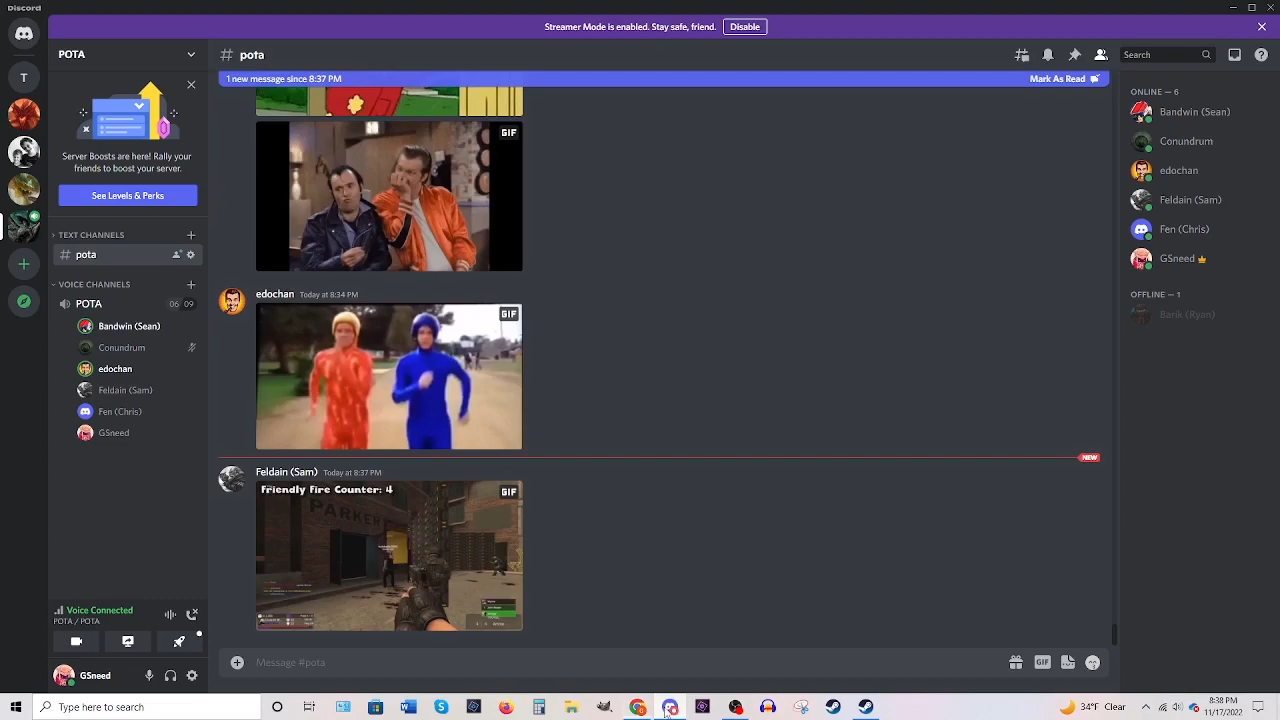 Discord
Streamer Mode is enabled. Stay safe, friend.
Disable
POTA
pota
Search
1 new message since 8:37 PM
Mark As Read
T
Server Boosts are here! Rally your friends to boost your server.
See Levels & Perks
TEXT CHANNELS
pota
VOICE CHANNELS
POTA
06 09
Bandwin (Sean)
Conundrum
edochan
Feldain (Sam)
Fen (Chris)
GSneed
Voice Connected
POTA / POTA
GSneed
GIF
edochan Today at 8:34 PM
GIF
NEW
Feldain (Sam) Today at 8:37 PM
Friendly Fire Counter: 4
GIF
PARKER
Message #pota
GIF
ONLINE — 6
Bandwin (Sean)
Conundrum
edochan
Feldain (Sam)
Fen (Chris)
GSneed
OFFLINE — 1
Barik (Ryan)
Type here to search
34°F Clear
8:38 PM
11/17/2022